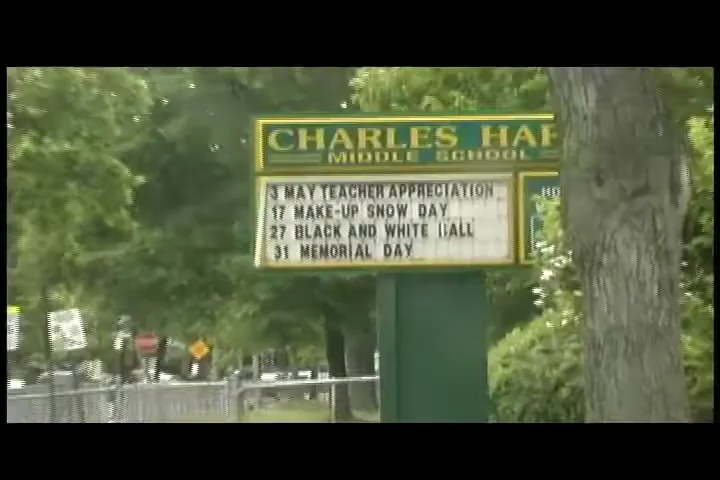 CHARLES HAR
MIDDLE SCHOOL
3 MAY TEACHER APPRECIATION
17 MAKE-UP SNOW DAY
27 BLACK AND WHITE BALL
31 MEMORIAL DAY